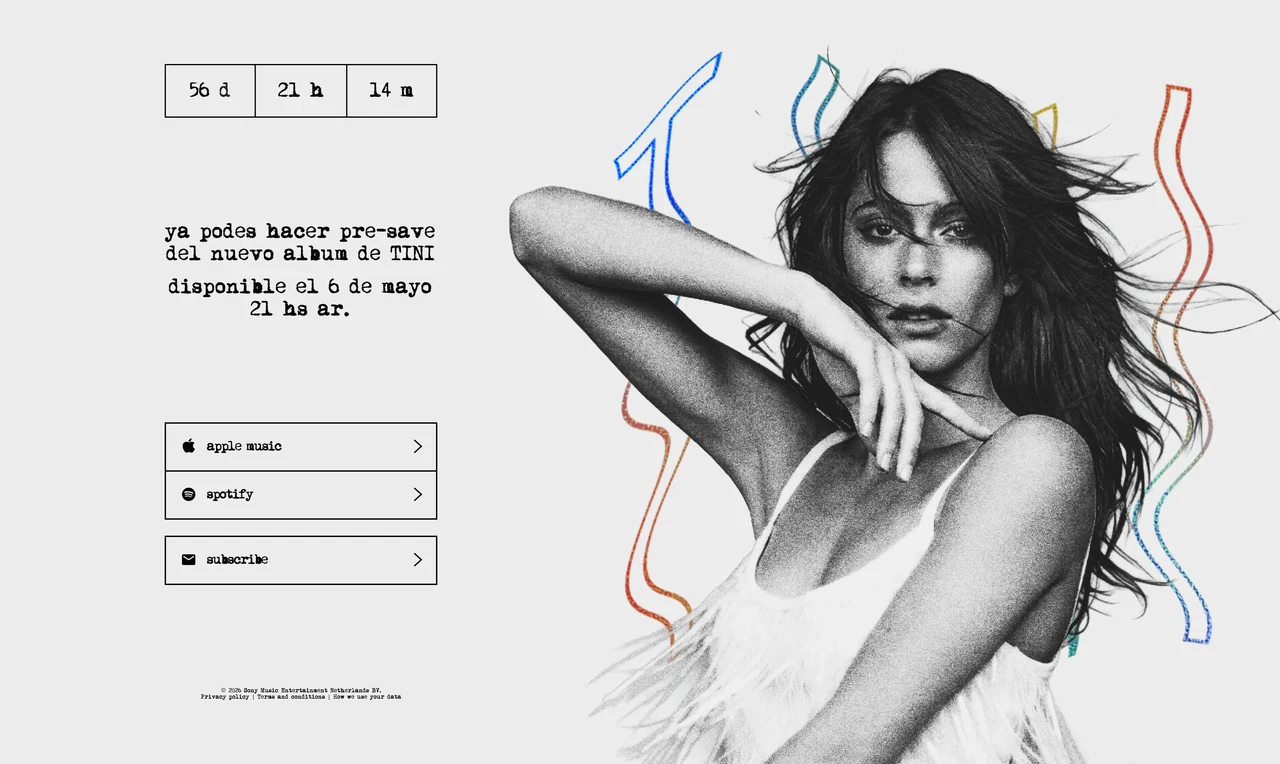 56 d 21 h 14 m
ya podes hacer pre-save
del nuevo album de TINI
disponible el 6 de mayo
21 hs ar.
apple music
spotify
subscribe
© 2026 Sony Music Entertainment Netherlands BV.
Privacy policy | Terms and conditions | How we use your data